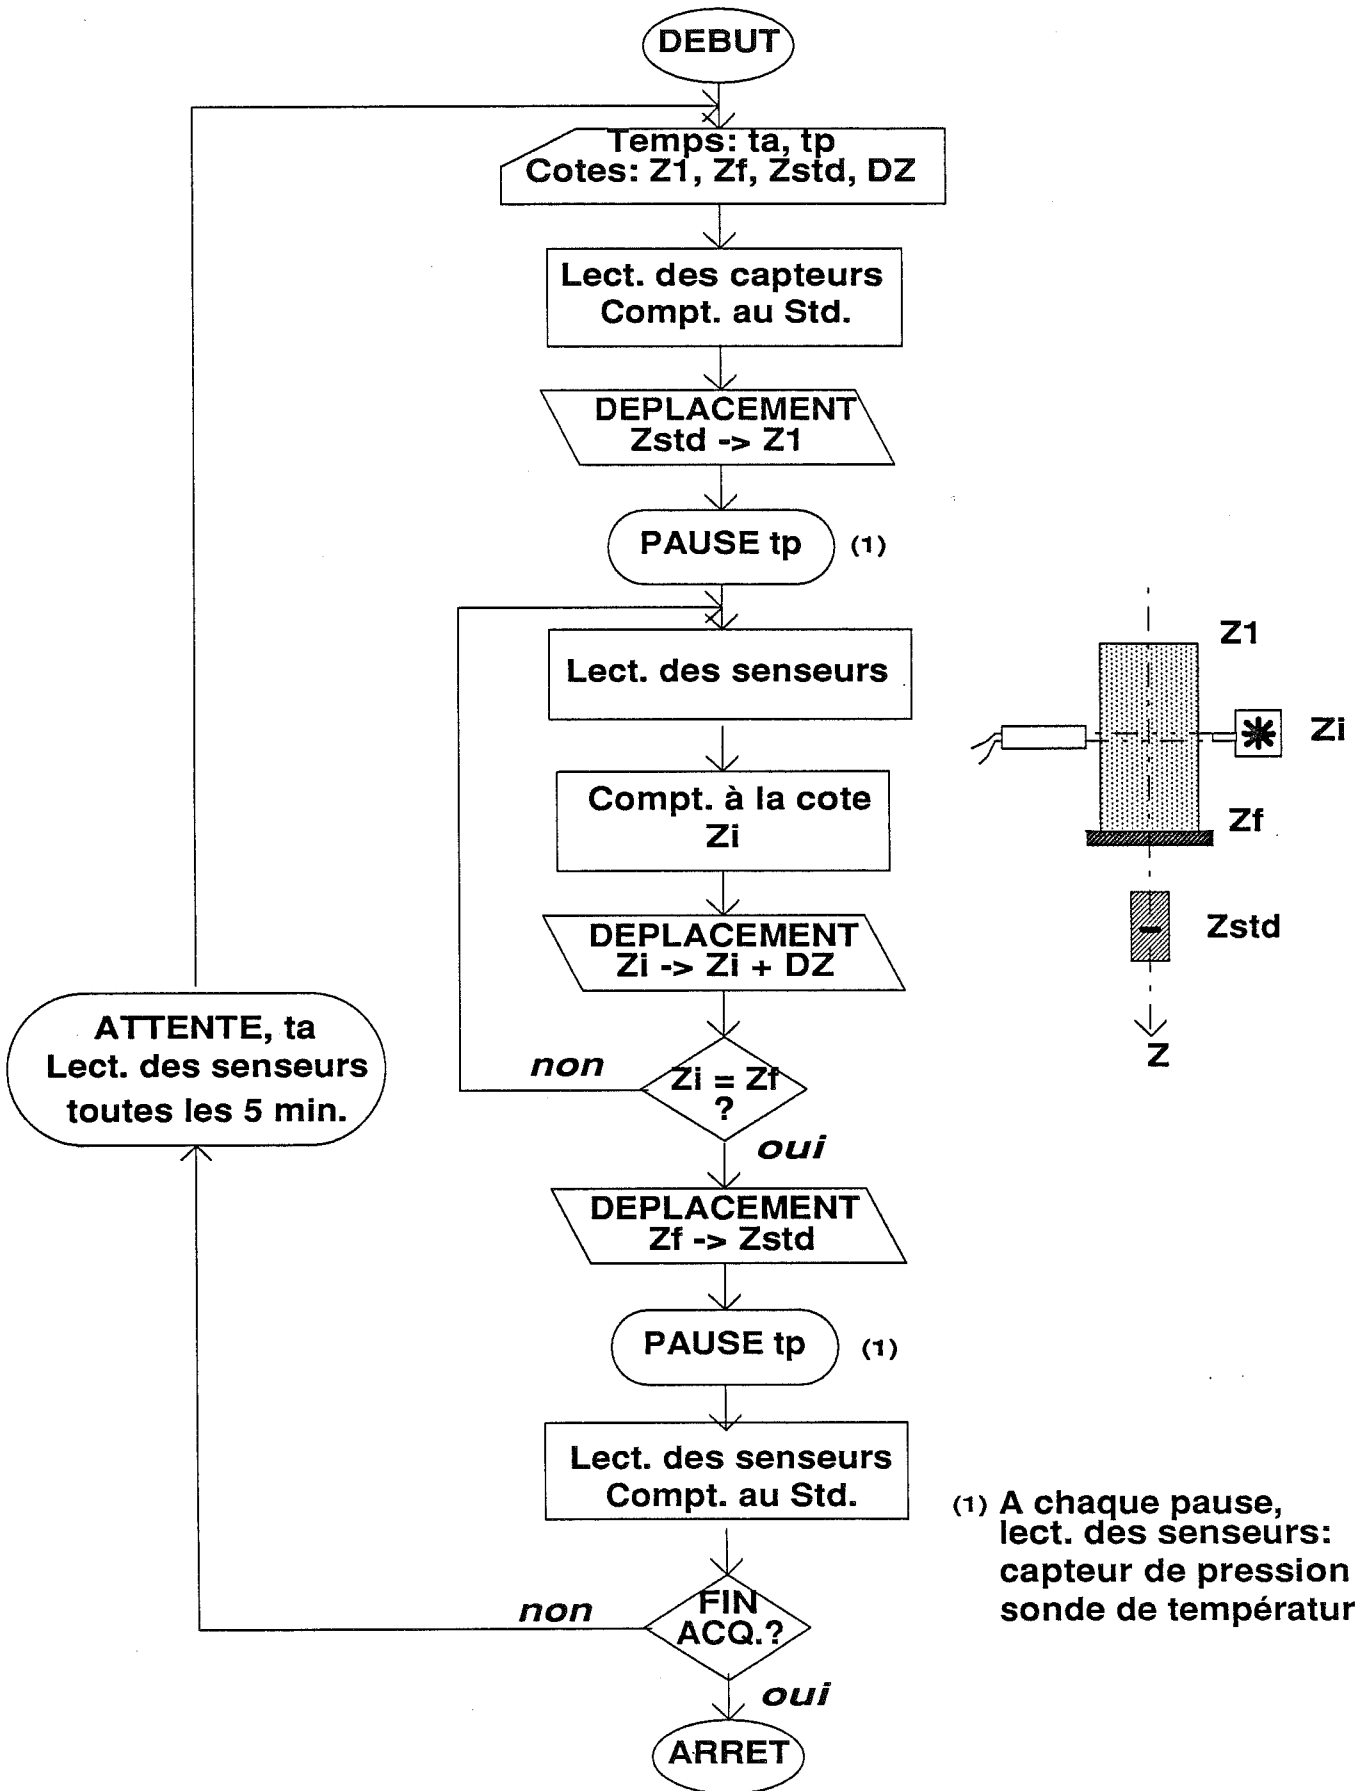 DEBUT
Temps: ta, tp
Cotes: Z1, Zf, Zstd, DZ
Lect. des capteurs
Compt. au Std.
DEPLACEMENT
Zstd -> Z1
PAUSE tp (1)
Lect. des senseurs
Compt. à la cote
Zi
DEPLACEMENT
Zi -> Zi + DZ
non
Zi = Zf
?
oui
DEPLACEMENT
Zf -> Zstd
PAUSE tp (1)
Lect. des senseurs
Compt. au Std.
non
FIN
ACQ.?
oui
ARRET
ATTENTE, ta
Lect. des senseurs
toutes les 5 min.
Z1
Zi
Zf
Zstd
Z
(1) A chaque pause,
lect. des senseurs:
capteur de pression
sonde de températur